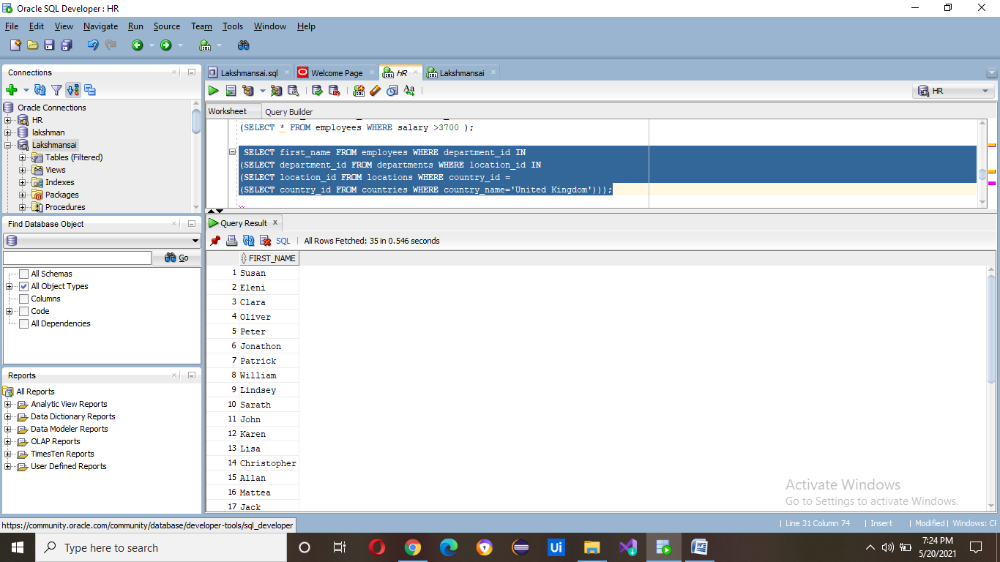 Oracle SQL Developer : HR
File Edit View Navigate Run Source Team Tools Window Help
Connections
Oracle Connections
HR
lakshman
Lakshmansai
Tables (Filtered)
Views
Indexes
Packages
Procedures
Find Database Object
Go
All Schemas
All Object Types
Columns
Code
All Dependencies
Reports
All Reports
Analytic View Reports
Data Dictionary Reports
Data Modeler Reports
OLAP Reports
TimesTen Reports
User Defined Reports
https://community.oracle.com/community/database/developer-tools/sql_developer
Lakshmansai.sql Welcome Page HR Lakshmansai
HR
Worksheet Query Builder
(SELECT * FROM employees WHERE salary >3700 );
SELECT first_name FROM employees WHERE department_id IN
(SELECT department_id FROM departments WHERE location_id IN
(SELECT location_id FROM locations WHERE country_id =
(SELECT country_id FROM countries WHERE country_name='United Kingdom')));
Query Result
SQL | All Rows Fetched: 35 in 0.546 seconds
FIRST_NAME
1 Susan
2 Eleni
3 Clara
4 Oliver
5 Peter
6 Jonathon
7 Patrick
8 William
9 Lindsey
10 Sarath
11 John
12 Karen
13 Lisa
14 Christopher
15 Allan
16 Mattea
17 Jack
Activate Windows
Go to Settings to activate Windows.
| Line 31 Column 74 | Insert | Modified | Windows: CF
Type here to search
Ui
7:24 PM
5/20/2021